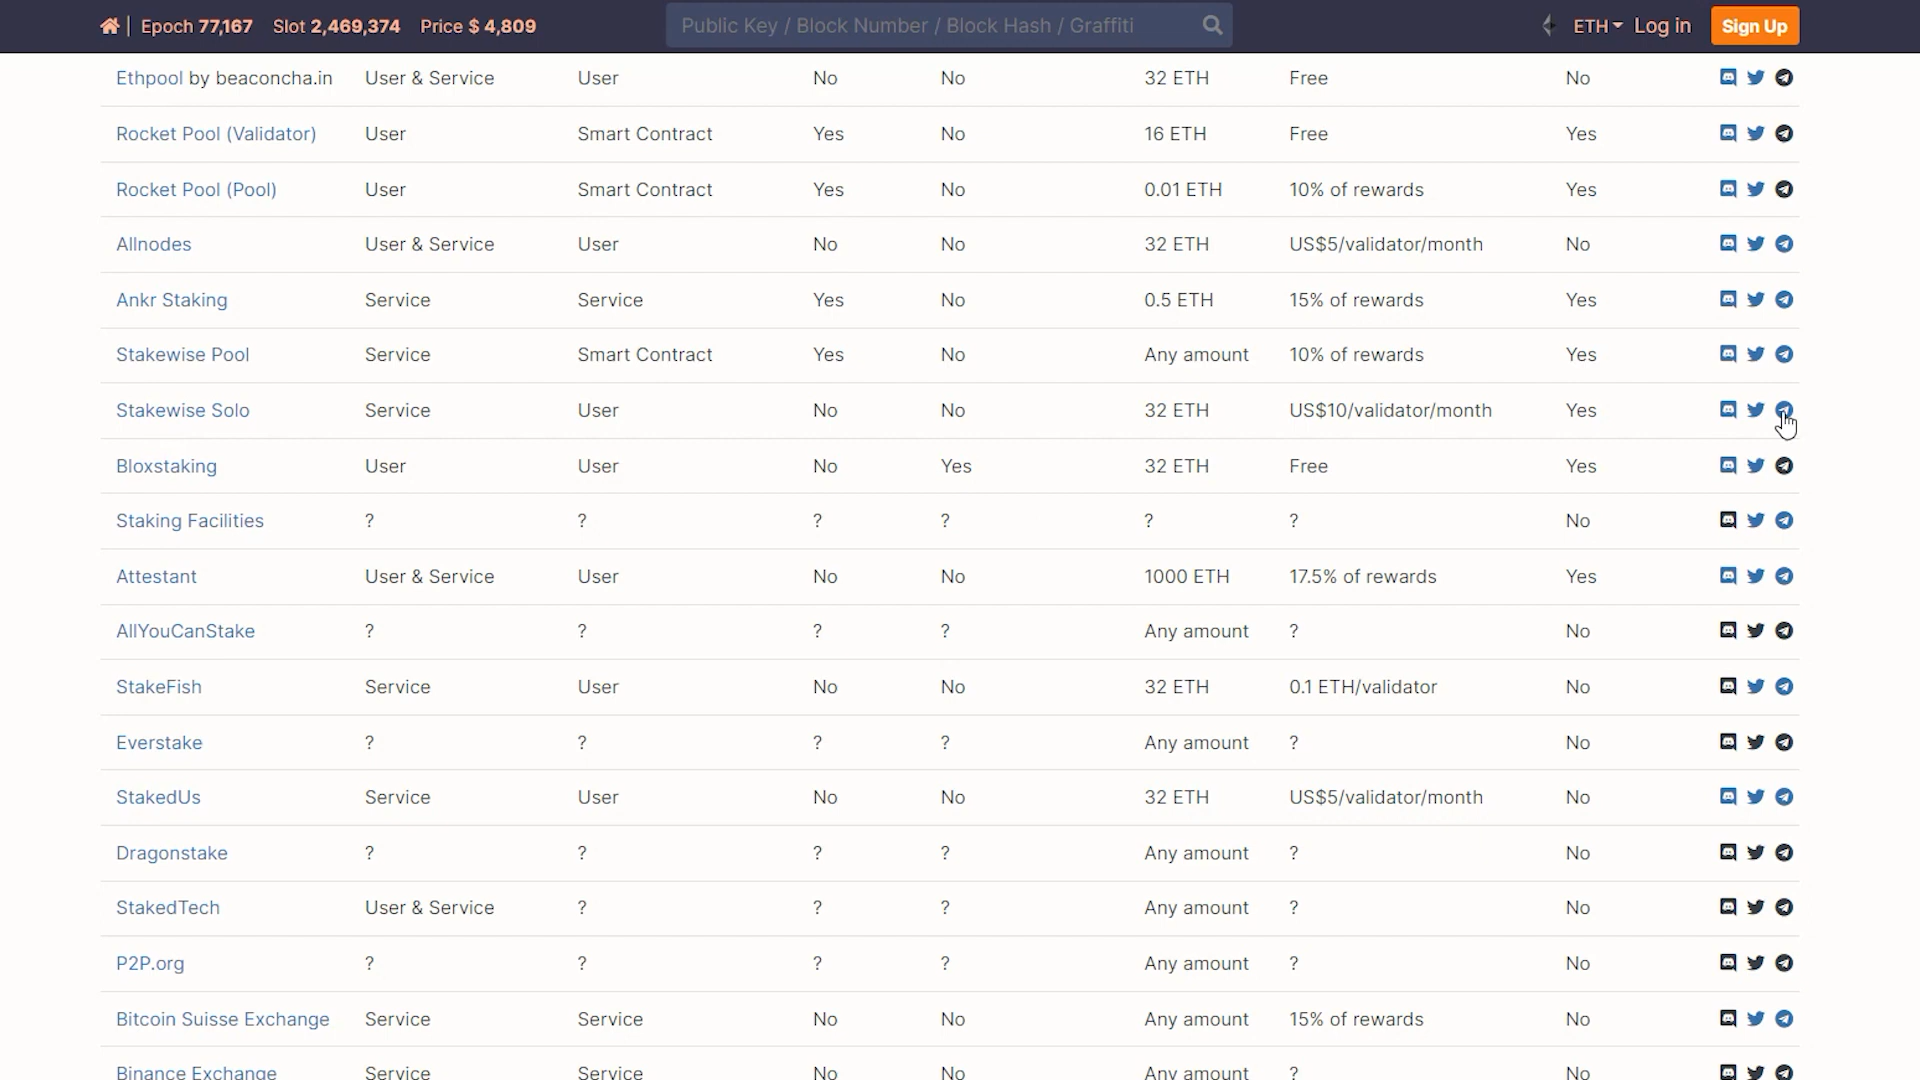 Epoch 77,167 Slot 2,469,374 Price $ 4,809 Public Key / Block Number / Block Hash / Graffiti ETH Log in Sign Up
Ethpool by beaconcha.in User & Service User No No 32 ETH Free No
Rocket Pool (Validator) User Smart Contract Yes No 16 ETH Free Yes
Rocket Pool (Pool) User Smart Contract Yes No 0.01 ETH 10% of rewards Yes
Allnodes User & Service User No No 32 ETH US$5/validator/month No
Ankr Staking Service Service Yes No 0.5 ETH 15% of rewards Yes
Stakewise Pool Service Smart Contract Yes No Any amount 10% of rewards Yes
Stakewise Solo Service User No No 32 ETH US$10/validator/month Yes
Bloxstaking User User No Yes 32 ETH Free Yes
Staking Facilities ? ? ? ? ? ? No
Attestant User & Service User No No 1000 ETH 17.5% of rewards Yes
AllYouCanStake ? ? ? ? Any amount ? No
StakeFish Service User No No 32 ETH 0.1 ETH/validator No
Everstake ? ? ? ? Any amount ? No
StakedUs Service User No No 32 ETH US$5/validator/month No
Dragonstake ? ? ? ? Any amount ? No
StakedTech User & Service ? ? ? Any amount ? No
P2P.org ? ? ? ? Any amount ? No
Bitcoin Suisse Exchange Service Service No No Any amount 15% of rewards No
Binance Exchange Service Service No No Any amount ? No